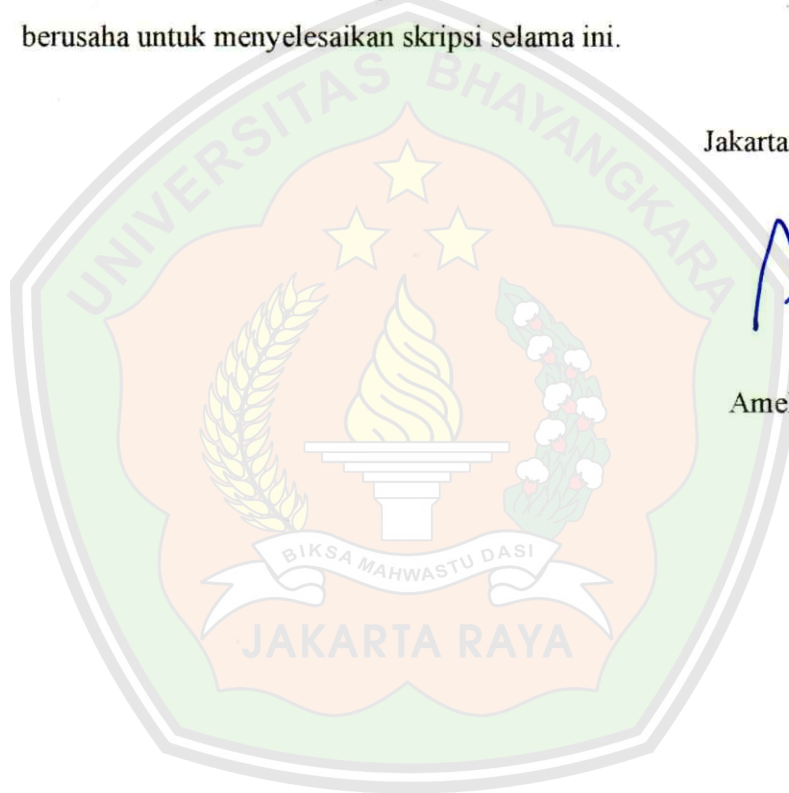 berusaha untuk menyelesaikan skripsi selama ini.
UNIVERSITAS BHAYANGKARA
Jakarta
BIKSA MAHWASTU DASI
JAKARTA RAYA